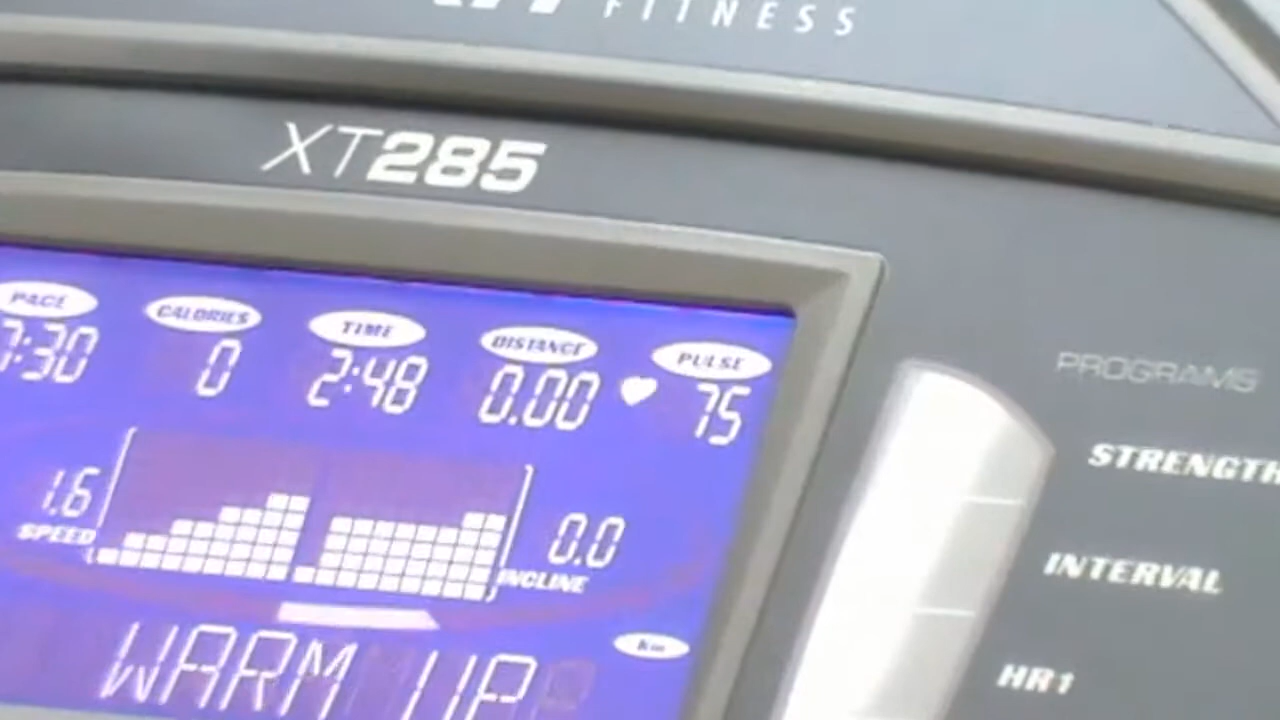 FITNESS
XT285
PACE CALORIES TIME DISTANCE PULSE
7:30 0 2:48 0.00 75
1.6 0.0
SPEED INCLINE
WARM UP
Km
PROGRAMS
STRENGTH
INTERVAL
HR1